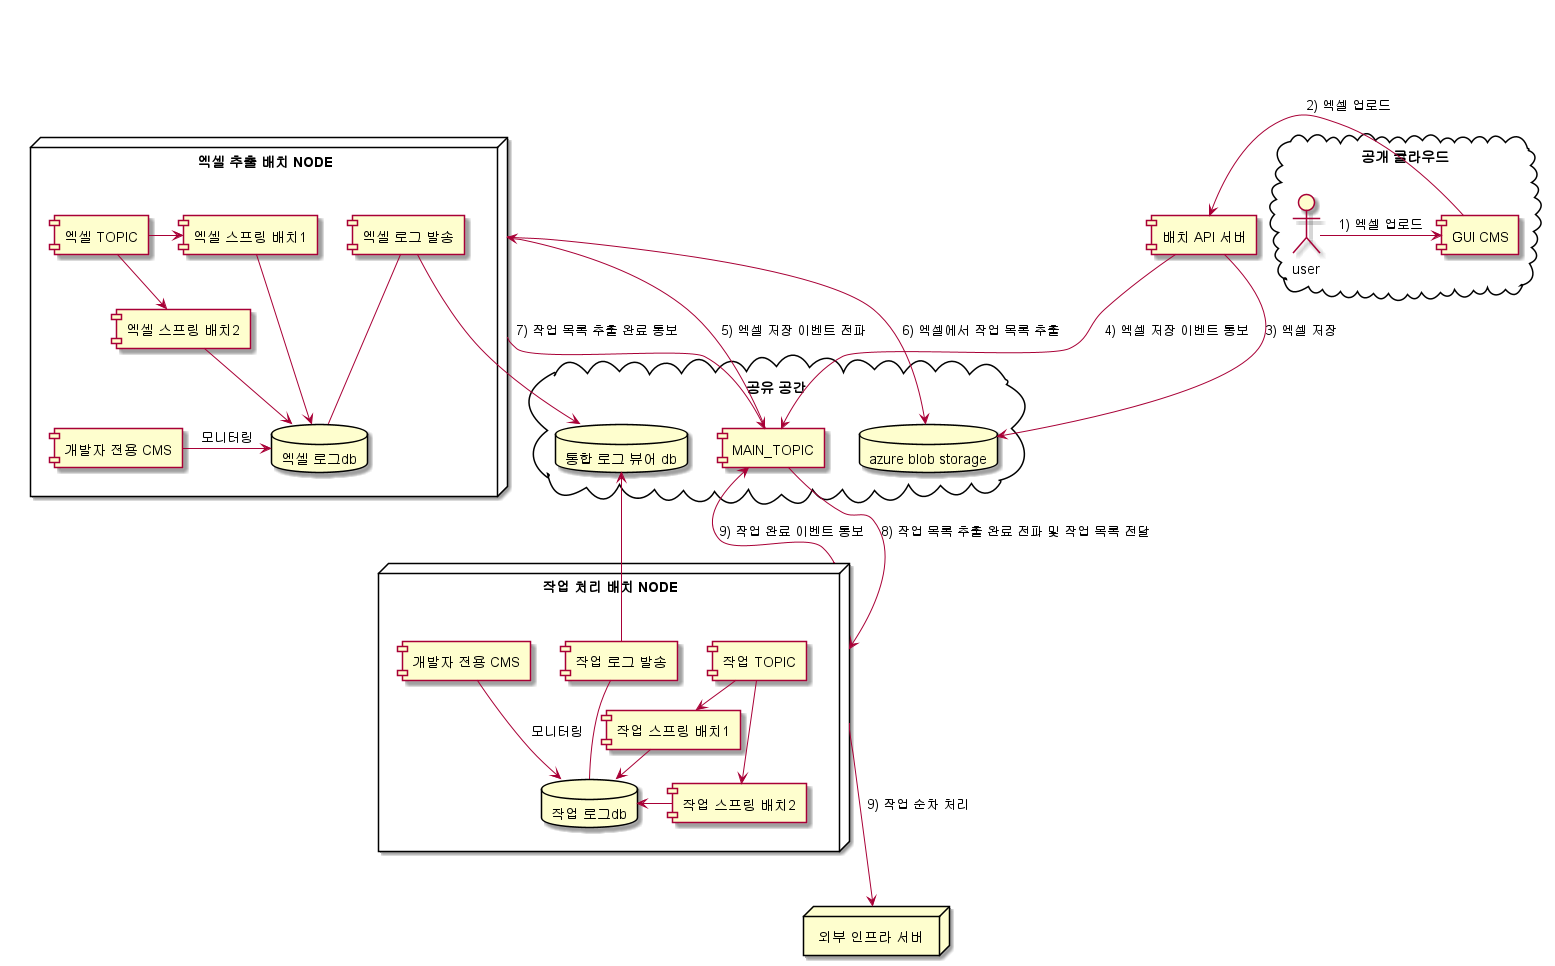 2) 엑셀 업로드
공개 클라우드
엑셀 추출 배치 NODE
엑셀 TOPIC
엑셀 스프링 배치1
엑셀 로그 발송
배치 API 서버
1) 엑셀 업로드
GUI CMS
user
엑셀 스프링 배치2
7) 작업 목록 추출 완료 통보
5) 엑셀 저장 이벤트 전파
6) 엑셀에서 작업 목록 추출
4) 엑셀 저장 이벤트 통보
3) 엑셀 저장
공유 공간
개발자 전용 CMS
모니터링
엑셀 로그db
통합 로그 뷰어 db
MAIN_TOPIC
azure blob storage
9) 작업 완료 이벤트 통보
8) 작업 목록 추출 완료 전파 및 작업 목록 전달
작업 처리 배치 NODE
개발자 전용 CMS
작업 로그 발송
작업 TOPIC
모니터링
작업 스프링 배치1
작업 로그db
작업 스프링 배치2
9) 작업 순차 처리
외부 인프라 서버